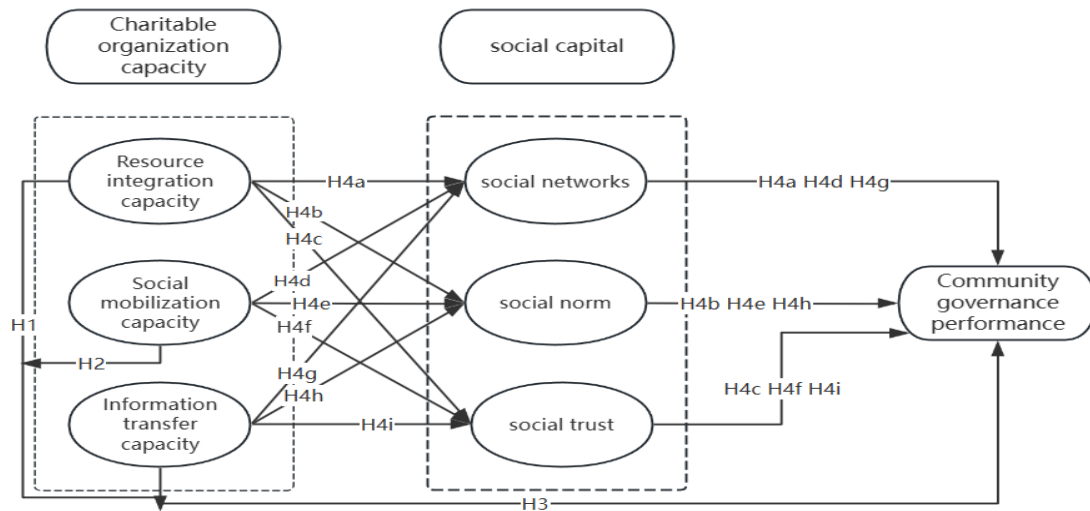 Charitable
organization
capacity
social capital
Resource
integration
capacity
H4a
social networks
H4a H4d H4g
H4b
H4c
H4d
Social
mobilization
capacity
H4e
social norm
H4b H4e H4h
Community
governance
performance
H1
H4f
H2
H4g
H4c H4f H4i
H4h
Information
transfer
capacity
H4i
social trust
H3